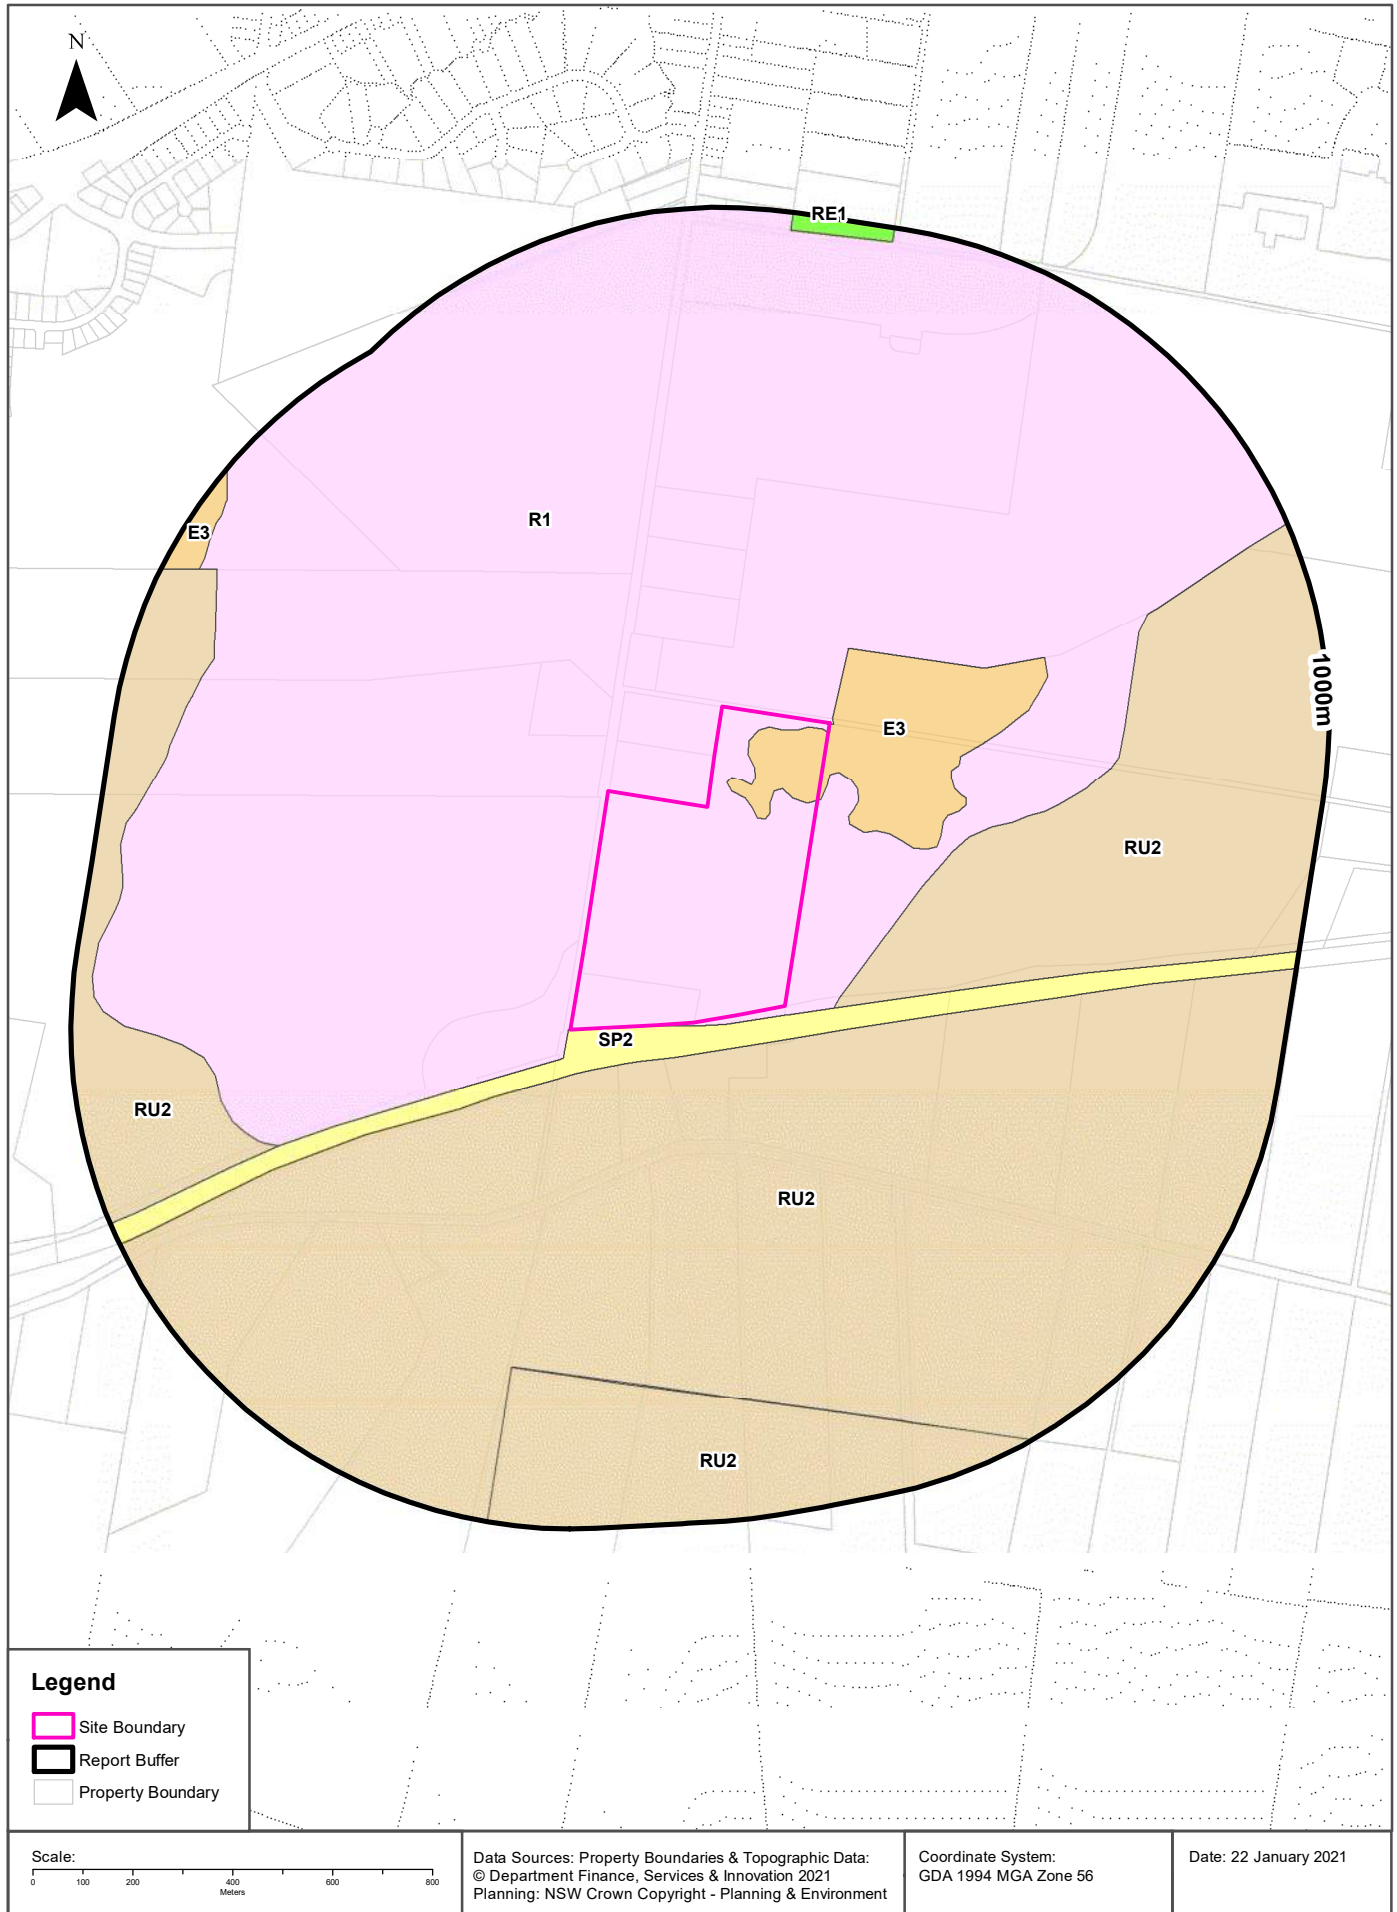 N
RE1
R1
E3
1000m
E3
RU2
SP2
RU2
RU2
RU2
Legend
Site Boundary
Report Buffer
Property Boundary
Scale:
0 100 200 400 600 800
Meters
Data Sources: Property Boundaries & Topographic Data:
© Department Finance, Services & Innovation 2021
Planning: NSW Crown Copyright - Planning & Environment
Coordinate System:
GDA 1994 MGA Zone 56
Date: 22 January 2021